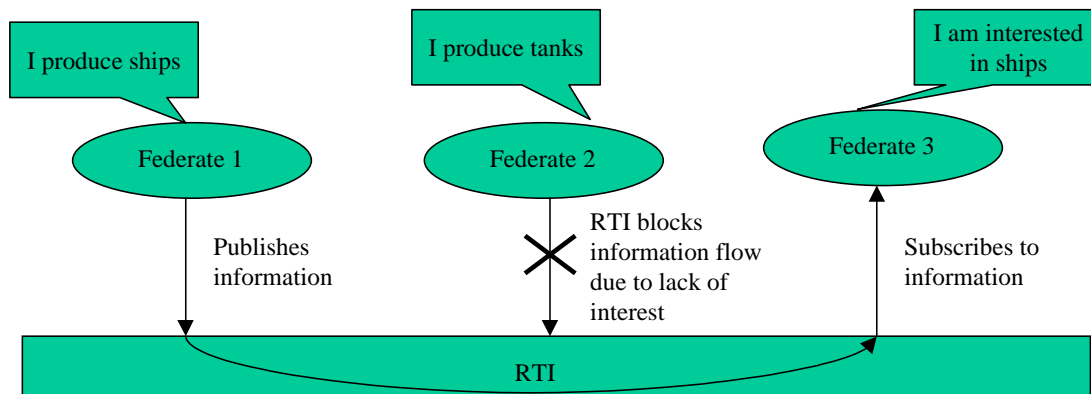 I produce ships
I produce tanks
I am interested
in ships
Federate 1
Federate 2
Federate 3
Publishes
information
RTI blocks
information flow
due to lack of
interest
Subscribes to
information
RTI